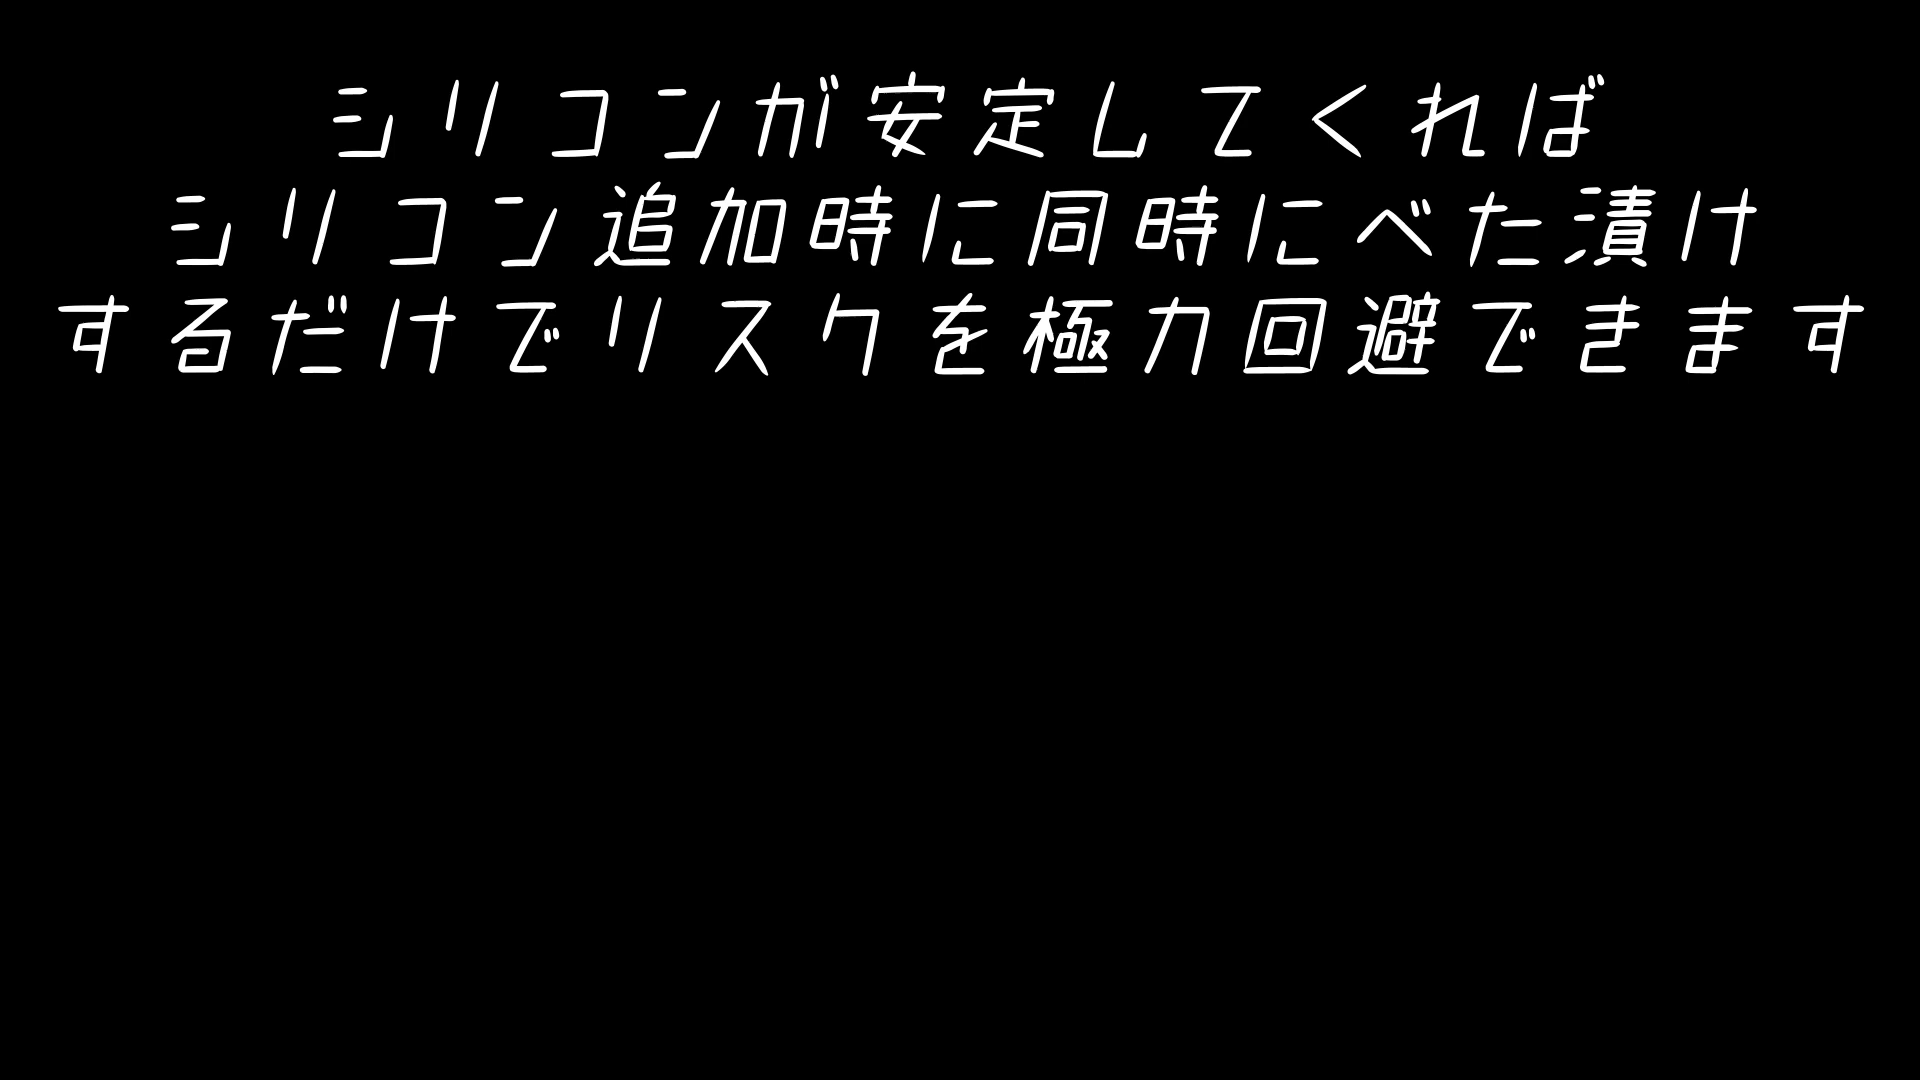 シリコンが安定してくれば
シリコン追加時に同時にべた漬け
するだけでリスクを極力回避できます